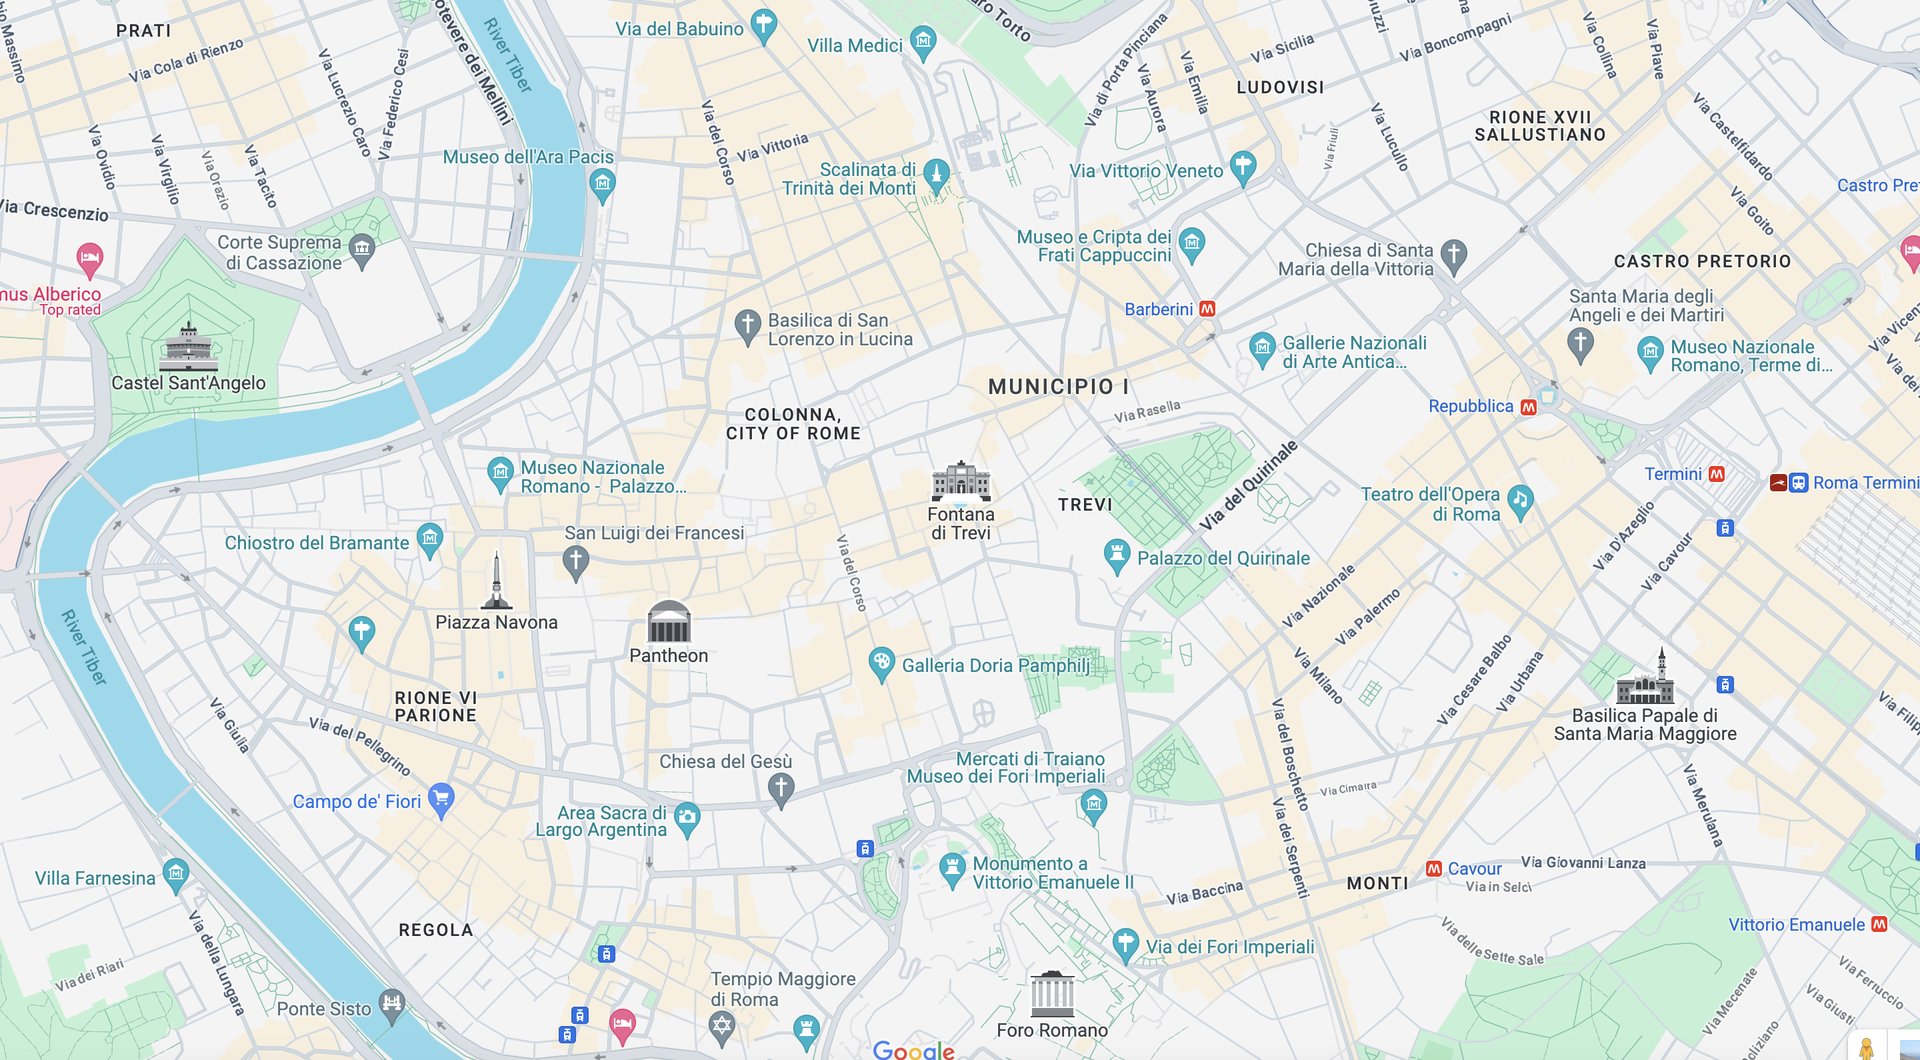 PRATI
Via Cola di Rienzo
Via Lucrezio Caro
Via Federico Cesi
River Tiber
Via del Babuino
Villa Medici
Via di Porta Pinciana
Via Aurora
Via Emilia
Via Sicilia
Via Boncompagni
LUDOVISI
Via Collina
Via Piave
RIONE XVII
SALLUSTIANO
Via Castelfidardo
Via Ovidio
Via Virgilio
Via Orazio
Via Tacito
Museo dell'Ara Pacis
Via del Corso
Via Vittoria
Scalinata di
Trinità dei Monti
Via Vittorio Veneto
Via Friuli
Via Lucullo
Castro Pret
Via Goito
Via Crescenzio
Corte Suprema
di Cassazione
Museo e Cripta dei
Frati Cappuccini
Chiesa di Santa
Maria della Vittoria
CASTRO PRETORIO
mus Alberico
Top rated
Barberini
Santa Maria degli
Angeli e dei Martiri
Basilica di San
Lorenzo in Lucina
Gallerie Nazionali
di Arte Antica...
Museo Nazionale
Romano, Terme di...
Castel Sant'Angelo
MUNICIPIO I
Via Rasella
Repubblica
COLONNA,
CITY OF ROME
Museo Nazionale
Romano - Palazzo...
Fontana
di Trevi
TREVI
Via del Quirinale
Teatro dell'Opera
di Roma
Termini
Roma Termini
Via D'Azeglio
Via Cavour
Chiostro del Bramante
San Luigi dei Francesi
Via del Corso
Palazzo del Quirinale
Via Nazionale
Via Palermo
Piazza Navona
Pantheon
River Tiber
Galleria Doria Pamphilj
Via Milano
Via Cesare Balbo
Via Urbana
RIONE VI
PARIONE
Basilica Papale di
Santa Maria Maggiore
Via Giulia
Via del Pellegrino
Via del Boschetto
Chiesa del Gesù
Mercati di Traiano
Museo dei Fori Imperiali
Via Cimarra
Via Merulana
Campo de' Fiori
Area Sacra di
Largo Argentina
Via dei Serpenti
Villa Farnesina
Monumento a
Vittorio Emanuele II
Via Baccina
MONTI
Cavour
Via Giovanni Lanza
Via in Selci
REGOLA
Via della Lungara
Via dei Riari
Via dei Fori Imperiali
Via delle Sette Sale
Vittorio Emanuele
Via Mecenate
Via Ferruccio
Via Giusti
Ponte Sisto
Tempio Maggiore
di Roma
Foro Romano
Google